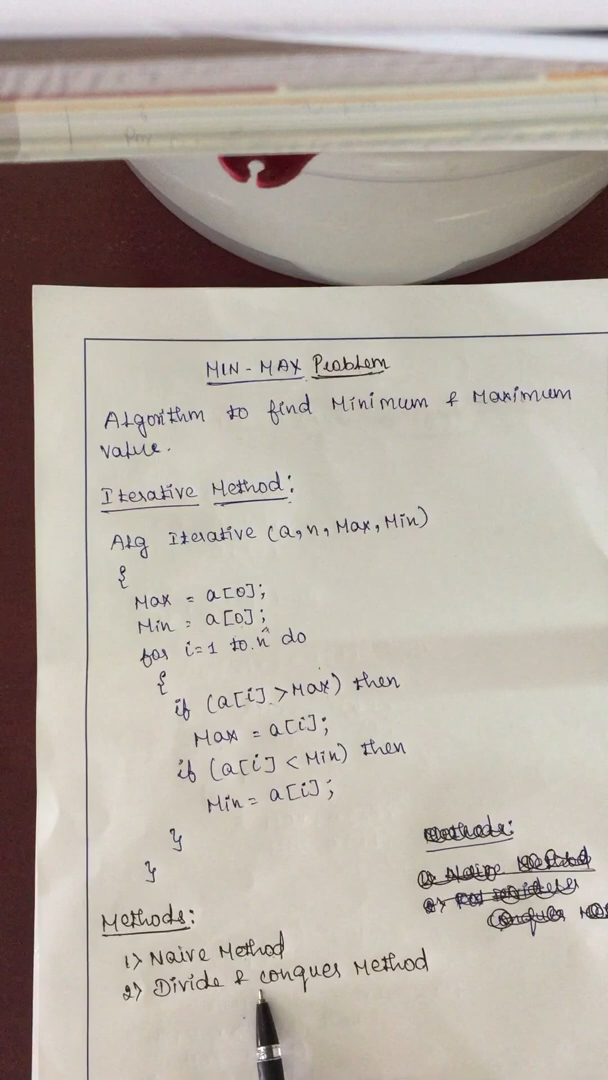 MIN - MAX Problem
Algorithm to find Minimum & Maximum
value.
Iterative Method:
Alg Iterative (a, n, Max, Min)
{
Max = a[0];
Min = a[0];
for i=1 to n do
{
if (a[i] > Max) then
Max = a[i];
if (a[i] < Min) then
Min = a[i];
}
}
Methods:
1) Naive Method
2) Divide & conquer Method